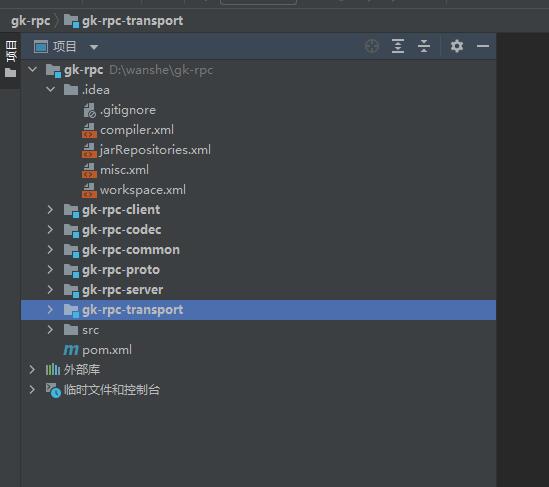 gk-rpc 〉 gk-rpc-transport
项目
项目
gk-rpc D:\wanshe\gk-rpc
.idea
.gitignore
compiler.xml
jarRepositories.xml
misc.xml
workspace.xml
gk-rpc-client
gk-rpc-codec
gk-rpc-common
gk-rpc-proto
gk-rpc-server
gk-rpc-transport
src
pom.xml
外部库
临时文件和控制台